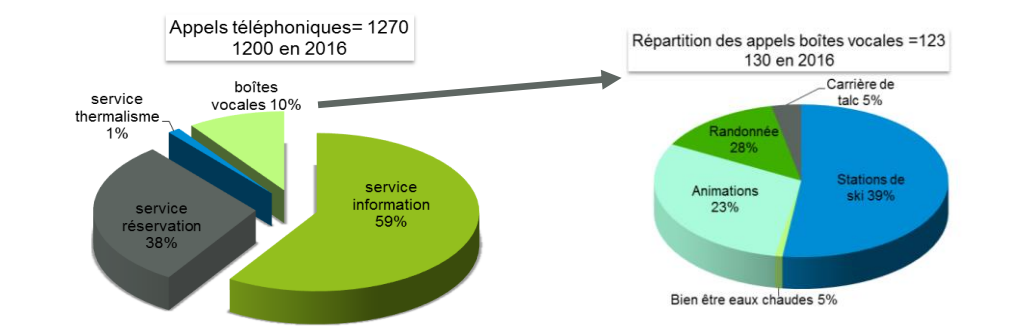 Appels téléphoniques= 1270
1200 en 2016
boîtes
vocales 10%
service
thermalisme
1%
service
réservation
38%
service
information
59%
Répartition des appels boîtes vocales =123
130 en 2016
Carrière de
talc 5%
Randonnée
28%
Animations
23%
Stations de
ski 39%
Bien être eaux chaudes 5%